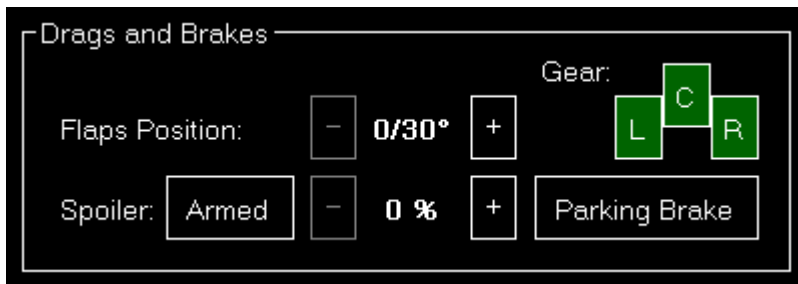 Drags and Brakes
Gear:
L C R
Flaps Position: - 0/30° +
Spoiler: Armed - 0 % + Parking Brake